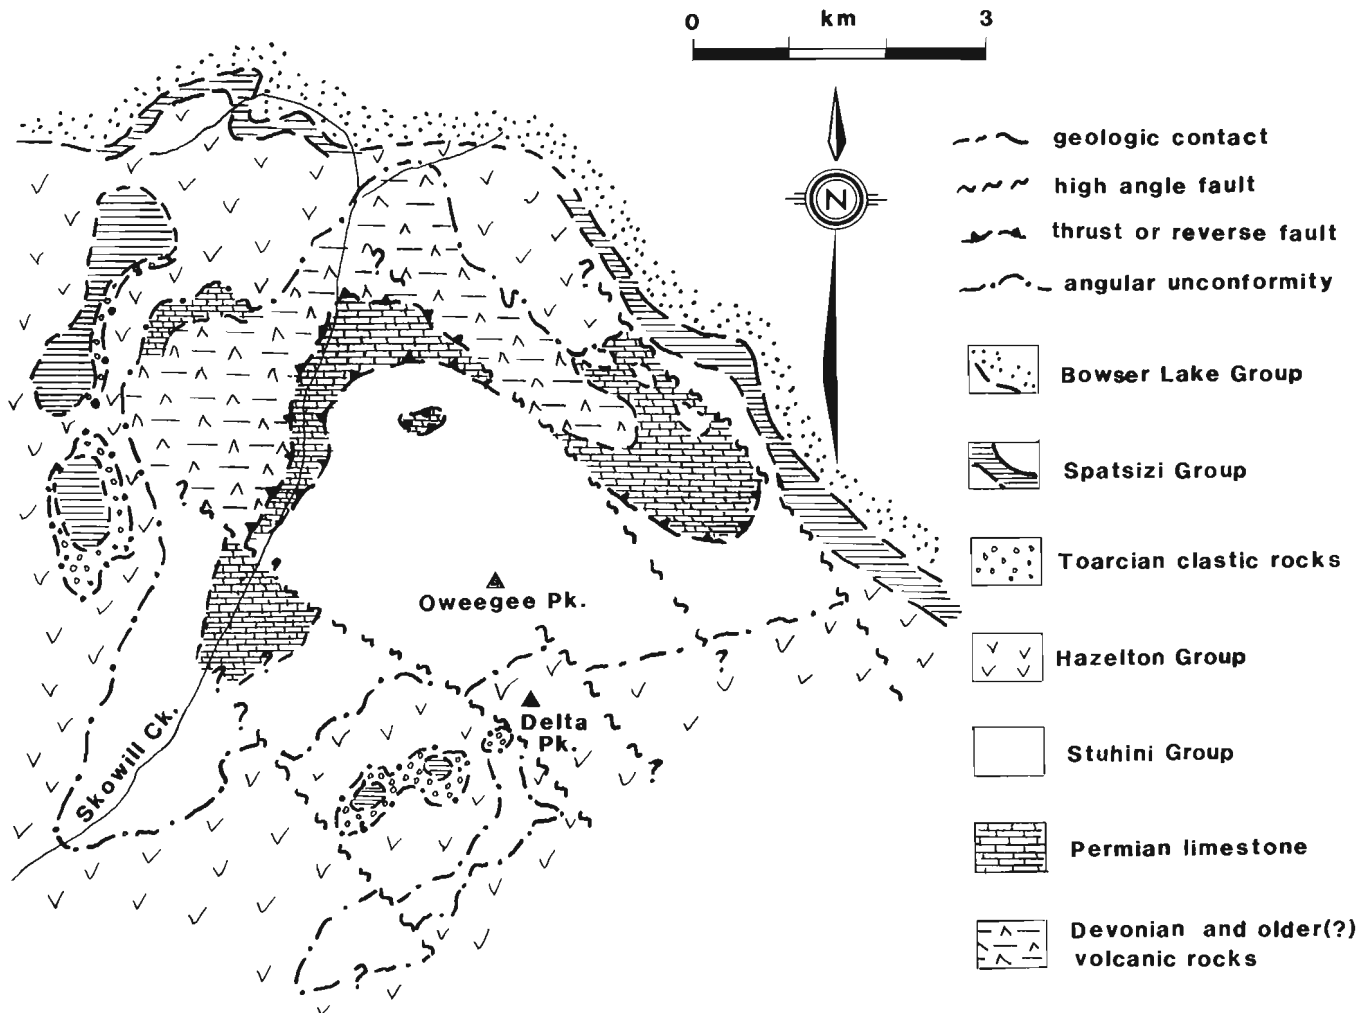 0 km 3
N
geologic contact
high angle fault
thrust or reverse fault
angular unconformity
Bowser Lake Group
Spatsizi Group
Toarcian clastic rocks
Hazelton Group
Stuhini Group
Permian limestone
Devonian and older(?)
volcanic rocks
?
?
?
?
?
?
?
?
Oweegee Pk.
Delta
Pk.
Skowill Ck.